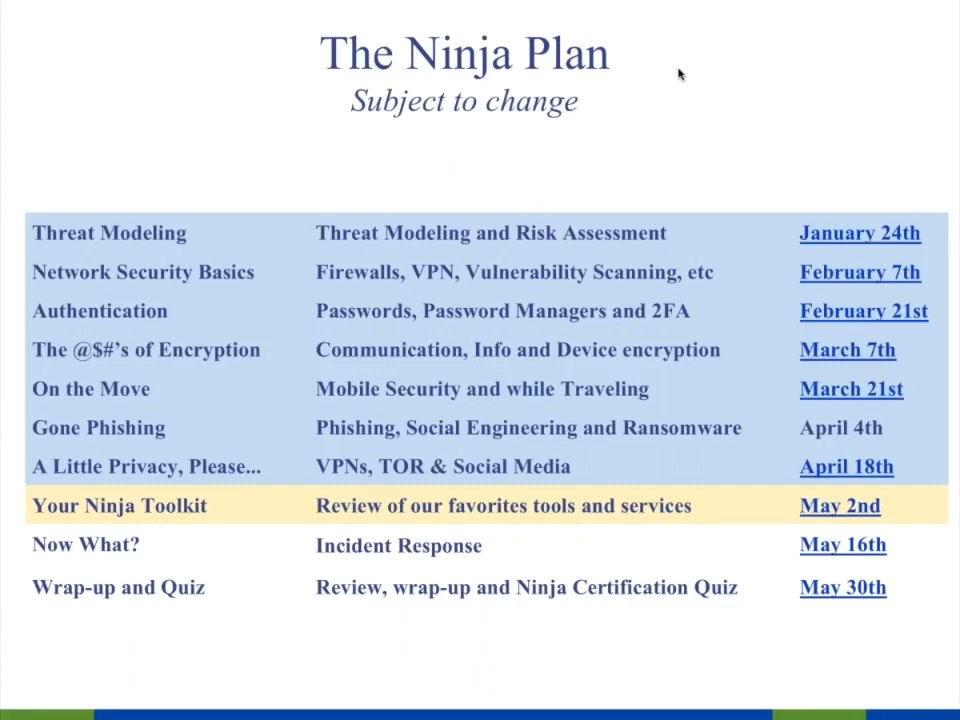 The Ninja Plan
Subject to change
Threat Modeling Threat Modeling and Risk Assessment January 24th
Network Security Basics Firewalls, VPN, Vulnerability Scanning, etc February 7th
Authentication Passwords, Password Managers and 2FA February 21st
The @$#’s of Encryption Communication, Info and Device encryption March 7th
On the Move Mobile Security and while Traveling March 21st
Gone Phishing Phishing, Social Engineering and Ransomware April 4th
A Little Privacy, Please... VPNs, TOR & Social Media April 18th
Your Ninja Toolkit Review of our favorites tools and services May 2nd
Now What? Incident Response May 16th
Wrap-up and Quiz Review, wrap-up and Ninja Certification Quiz May 30th